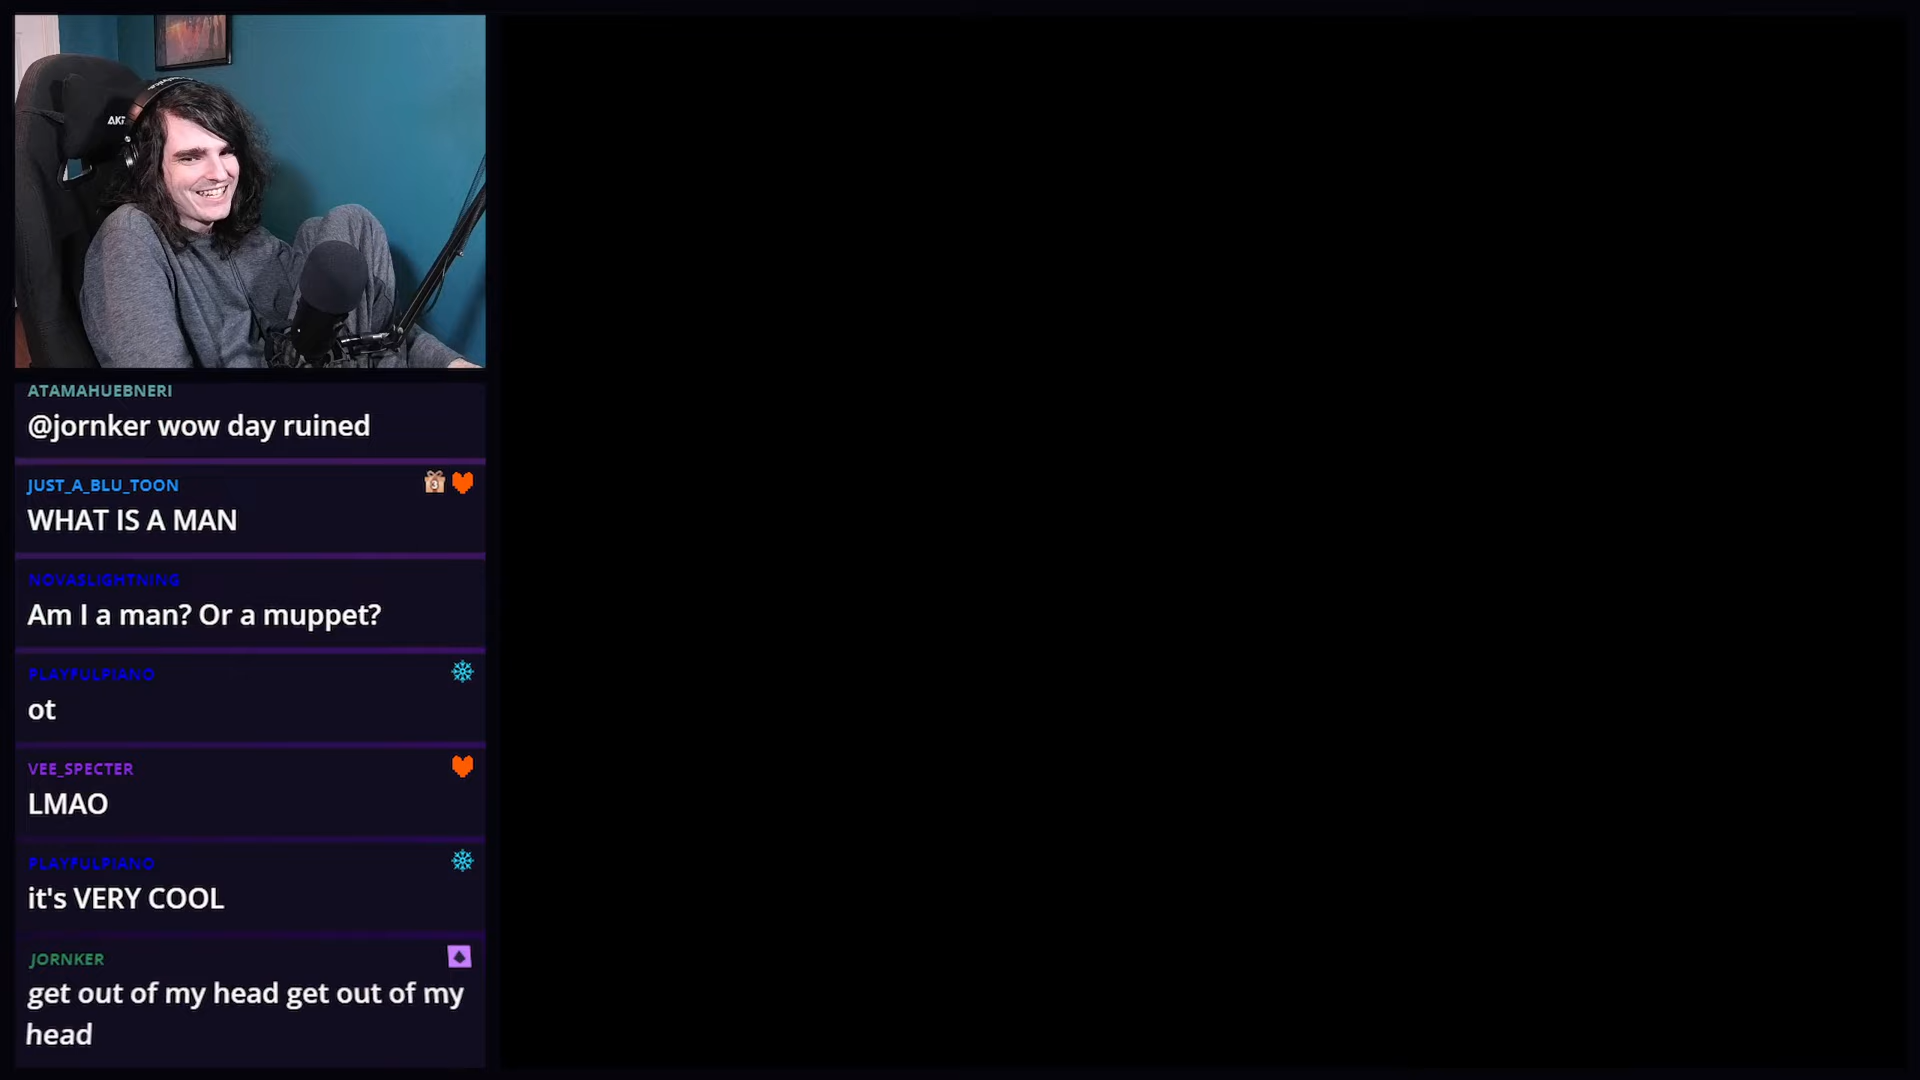 ATAMAHUEBNERI
@jornker wow day ruined
JUST_A_BLU_TOON
WHAT IS A MAN
NOVASLIGHTNING
Am I a man? Or a muppet?
PLAYFULPIANO
ot
VEE_SPECTER
LMAO
PLAYFULPIANO
it's VERY COOL
JORNKER
get out of my head get out of my
head